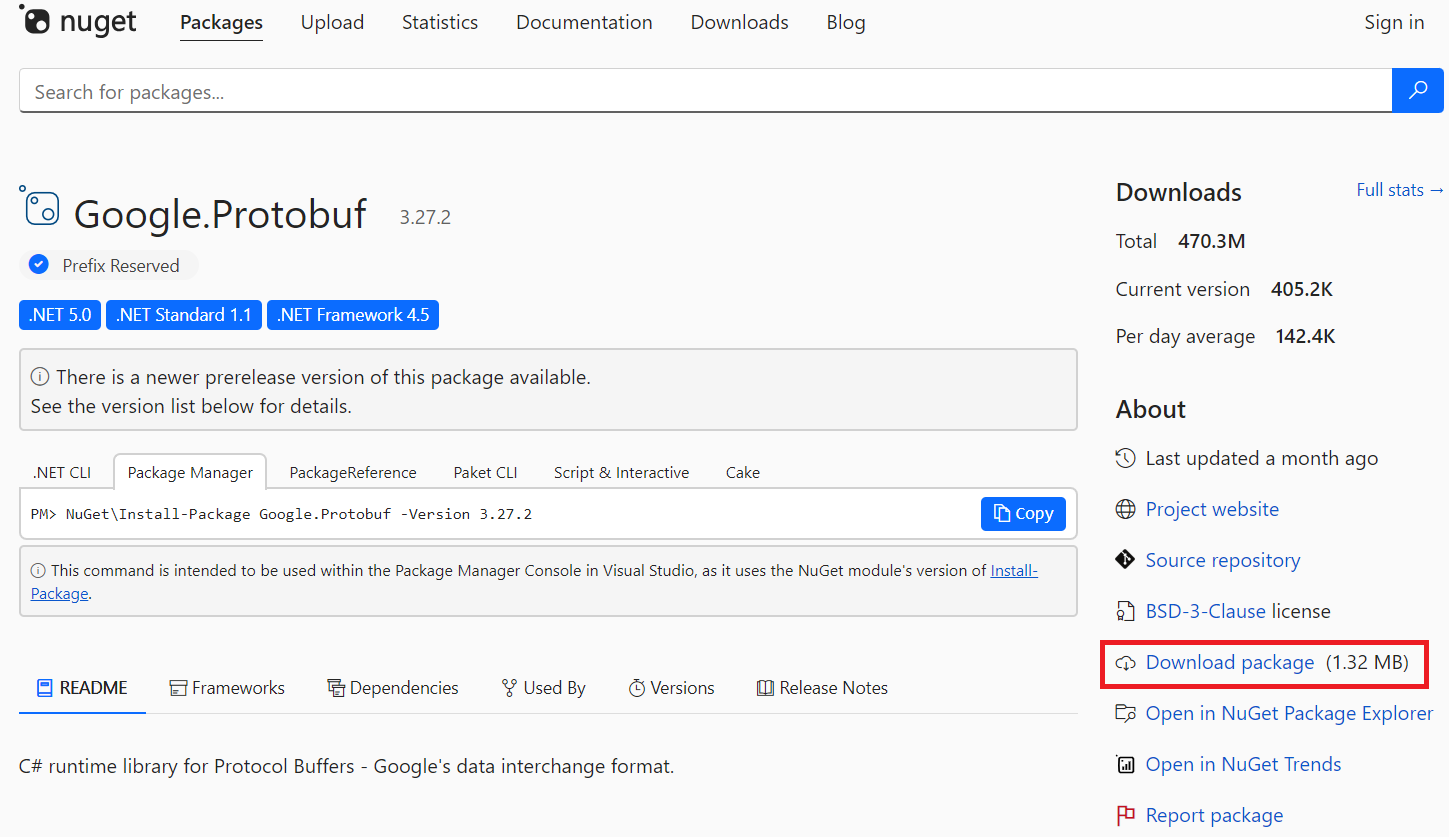 nuget
Packages Upload Statistics Documentation Downloads Blog Sign in
Search for packages...
Google.Protobuf 3.27.2
Prefix Reserved
.NET 5.0 .NET Standard 1.1 .NET Framework 4.5
There is a newer prerelease version of this package available.
See the version list below for details.
.NET CLI Package Manager PackageReference Paket CLI Script & Interactive Cake
PM> NuGet\Install-Package Google.Protobuf -Version 3.27.2
Copy
This command is intended to be used within the Package Manager Console in Visual Studio, as it uses the NuGet module's version of Install-
Package.
README Frameworks Dependencies Used By Versions Release Notes
C# runtime library for Protocol Buffers - Google's data interchange format.
Downloads Full stats →
Total 470.3M
Current version 405.2K
Per day average 142.4K
About
Last updated a month ago
Project website
Source repository
BSD-3-Clause license
Download package (1.32 MB)
Open in NuGet Package Explorer
Open in NuGet Trends
Report package